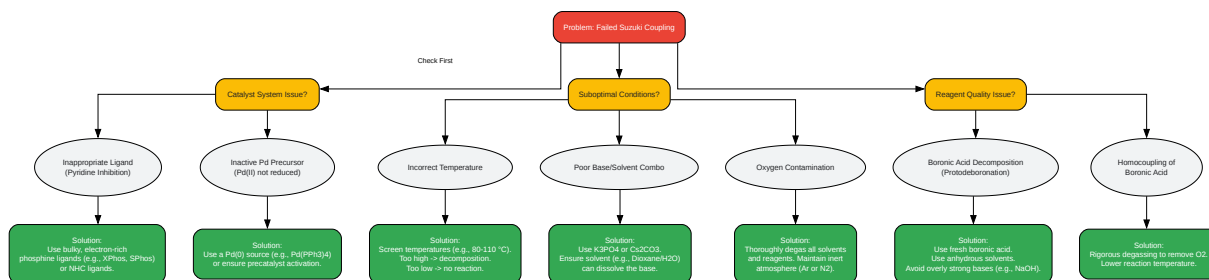 Problem: Failed Suzuki Coupling
Check First
Catalyst System Issue?
Suboptimal Conditions?
Reagent Quality Issue?
Inappropriate Ligand
(Pyridine Inhibition)
Inactive Pd Precursor
(Pd(II) not reduced)
Incorrect Temperature
Poor Base/Solvent Combo
Oxygen Contamination
Boronic Acid Decomposition
(Protodeboronation)
Homocoupling of
Boronic Acid
Solution:
Use bulky, electron-rich
phosphine ligands (e.g., XPhos, SPhos)
or NHC ligands.
Solution:
Use a Pd(0) source (e.g., Pd(PPh3)4)
or ensure precatalyst activation.
Solution:
Screen temperatures (e.g., 80-110 °C).
Too high -> decomposition.
Too low -> no reaction.
Solution:
Use K3PO4 or Cs2CO3.
Ensure solvent (e.g., Dioxane/H2O)
can dissolve the base.
Solution:
Thoroughly degas all solvents
and reagents. Maintain inert
atmosphere (Ar or N2).
Solution:
Use fresh boronic acid.
Use anhydrous solvents.
Avoid overly strong bases (e.g., NaOH).
Solution:
Rigorous degassing to remove O2.
Lower reaction temperature.